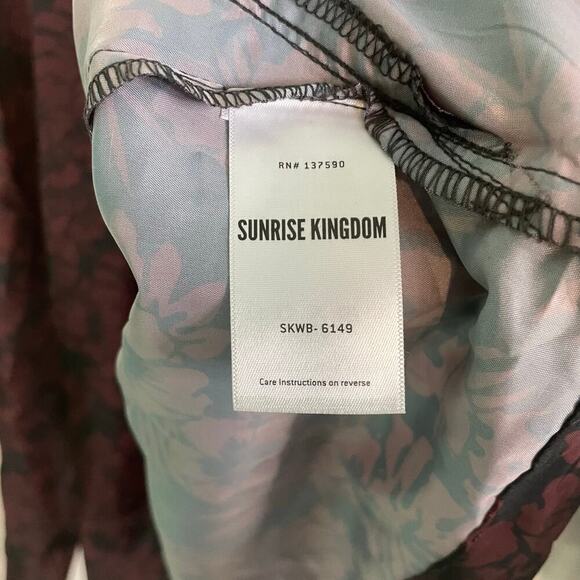 RN# 137590
SUNRISE KINGDOM
SKWB- 6149
Care Instructions on reverse